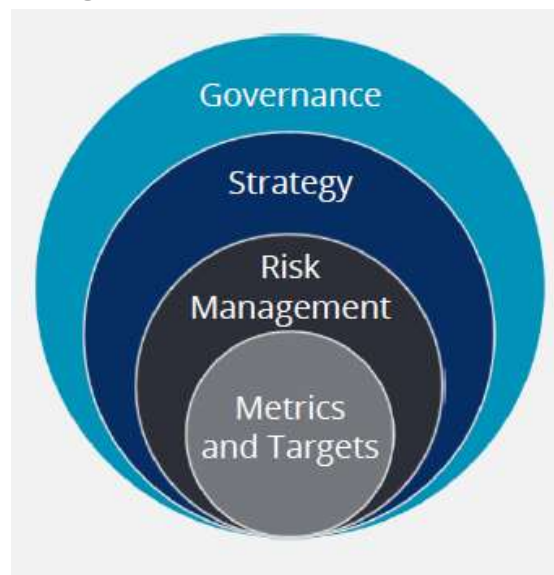 Governance
Strategy
Risk
Management
Metrics
and Targets